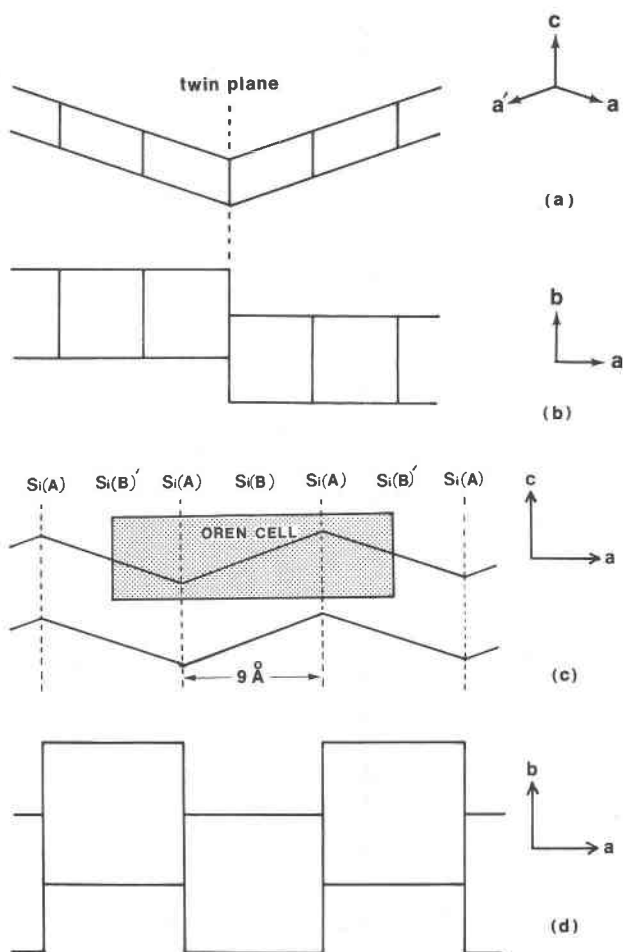 c
twin plane
a'
a
(a)
b
a
(b)
Si(A) Si(B)' Si(A) Si(B) Si(A) Si(B)' Si(A)
c
OREN CELL
a
9 Å
(c)
b
a
(d)